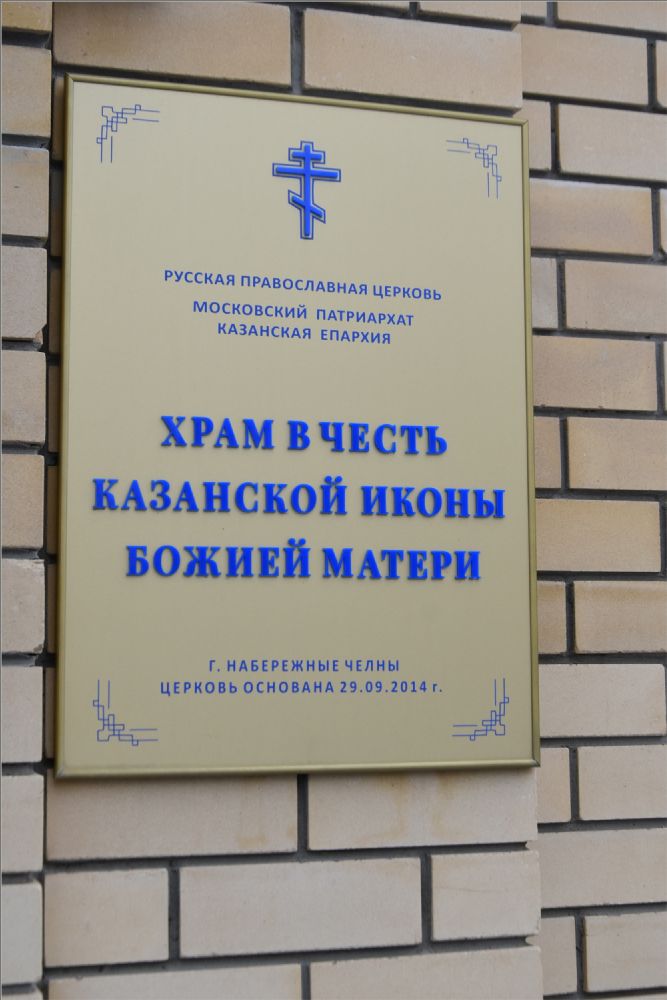 РУССКАЯ ПРАВОСЛАВНАЯ ЦЕРКОВЬ
МОСКОВСКИЙ ПАТРИАРХАТ
КАЗАНСКАЯ ЕПАРХИЯ
ХРАМ В ЧЕСТЬ
КАЗАНСКОЙ ИКОНЫ
БОЖИЕЙ МАТЕРИ
Г. НАБЕРЕЖНЫЕ ЧЕЛНЫ
ЦЕРКОВЬ ОСНОВАНА 29.09.2014 г.